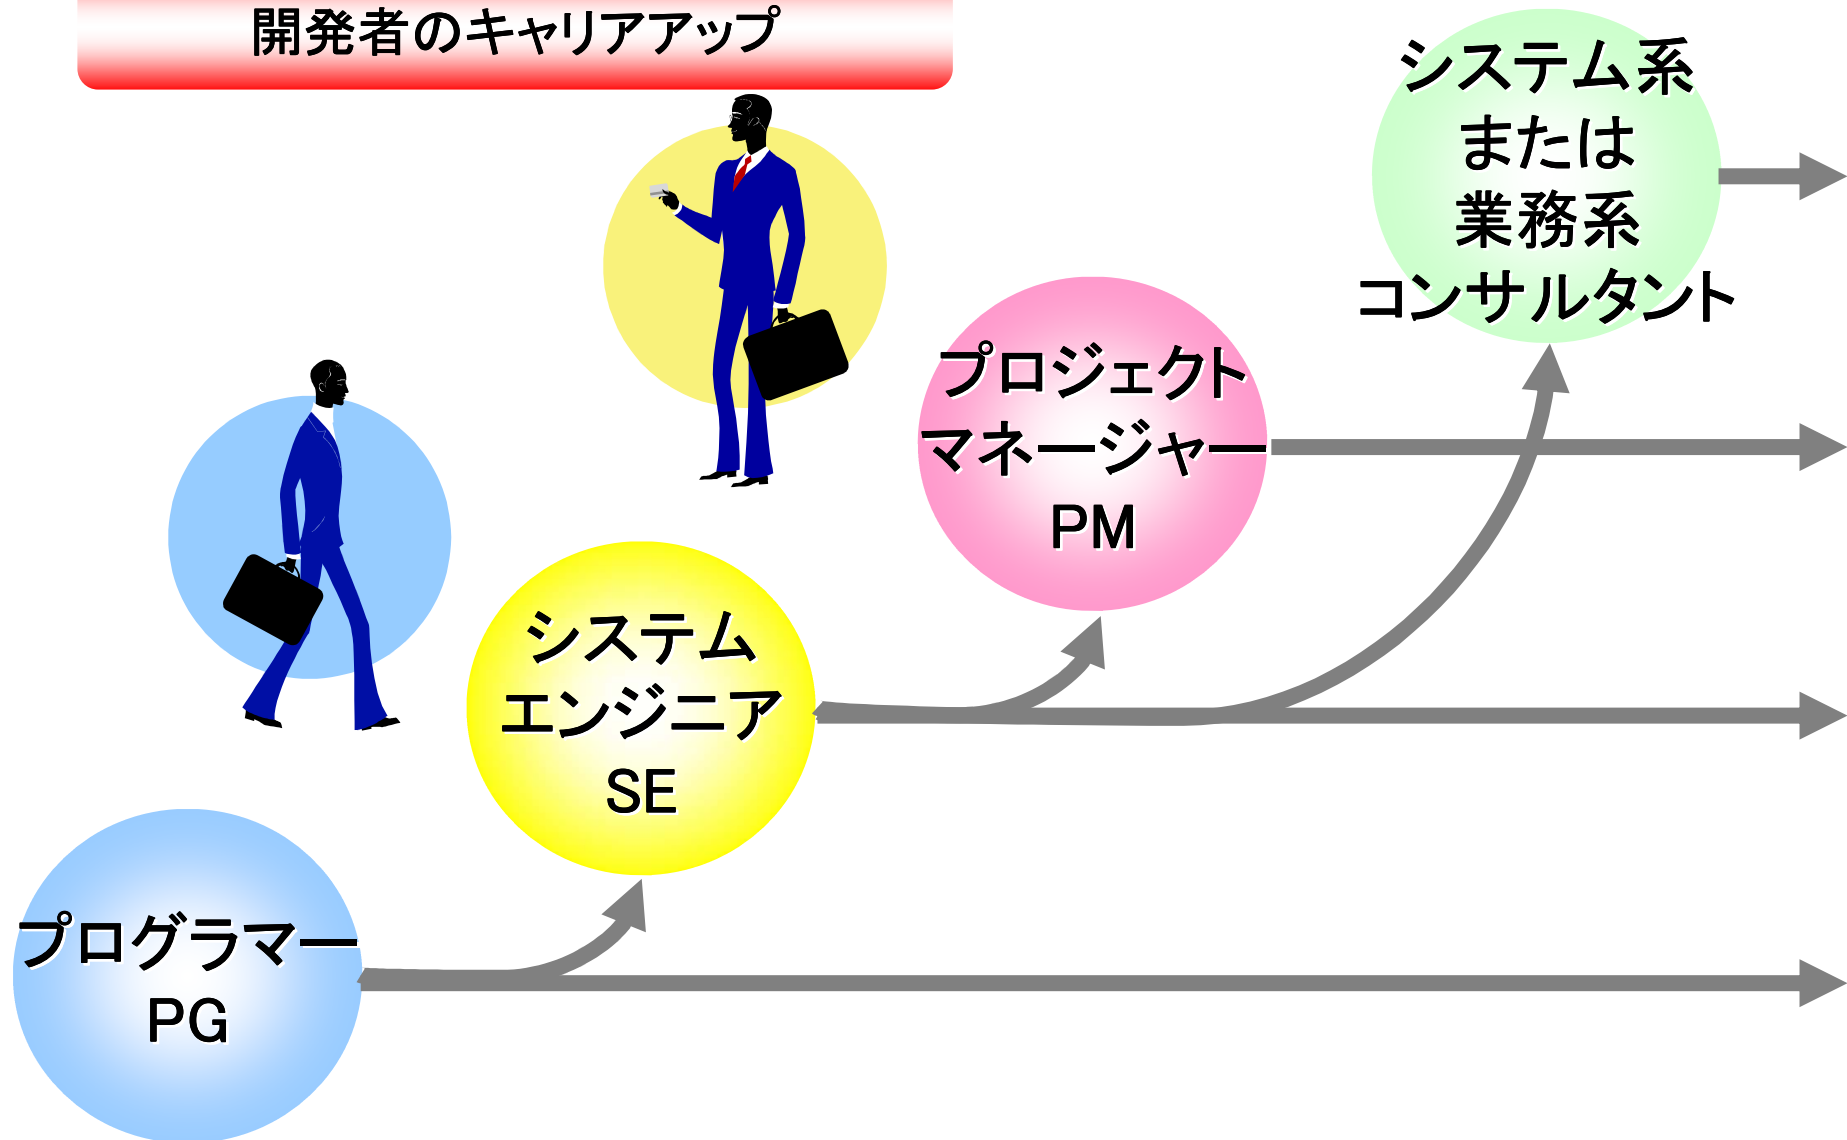 開発者のキャリアアップ
システム系
または
業務系
コンサルタント
プロジェクト
マネージャー
PM
システム
エンジニア
SE
プログラマー
PG